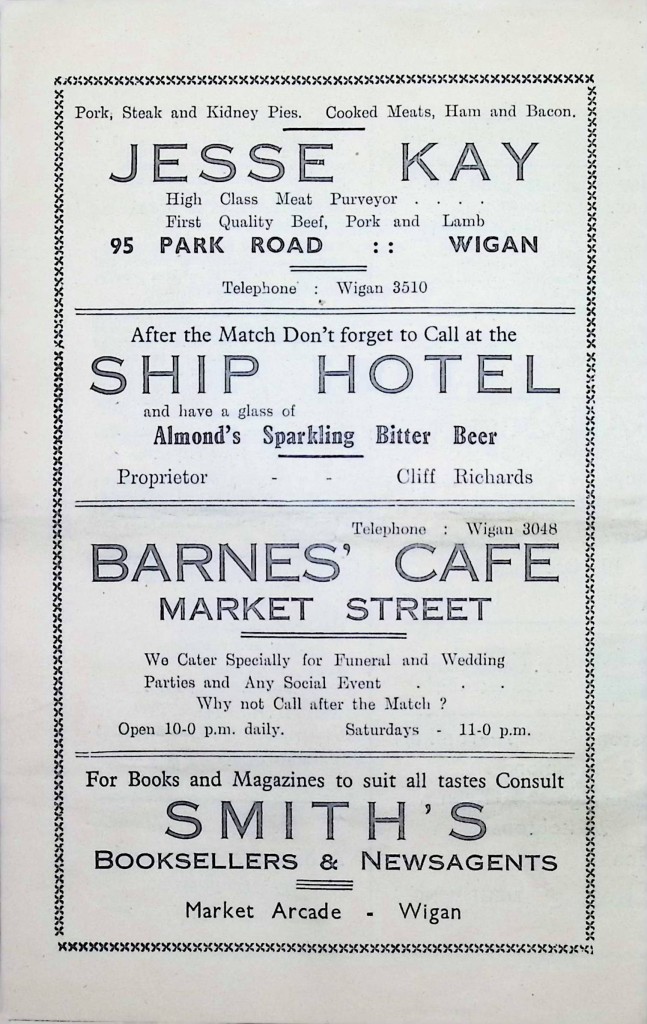 Pork, Steak and Kidney Pies. Cooked Meats, Ham and Bacon.
JESSE KAY
High Class Meat Purveyor . . . .
First Quality Beef, Pork and Lamb
95 PARK ROAD :: WIGAN
Telephone : Wigan 3510
After the Match Don't forget to Call at the
SHIP HOTEL
and have a glass of
Almond's Sparkling Bitter Beer
Proprietor - - Cliff Richards
Telephone : Wigan 3048
BARNES' CAFE
MARKET STREET
We Cater Specially for Funeral and Wedding
Parties and Any Social Event . . .
Why not Call after the Match ?
Open 10-0 p.m. daily. Saturdays - 11-0 p.m.
For Books and Magazines to suit all tastes Consult
SMITH'S
BOOKSELLERS & NEWSAGENTS
Market Arcade - Wigan